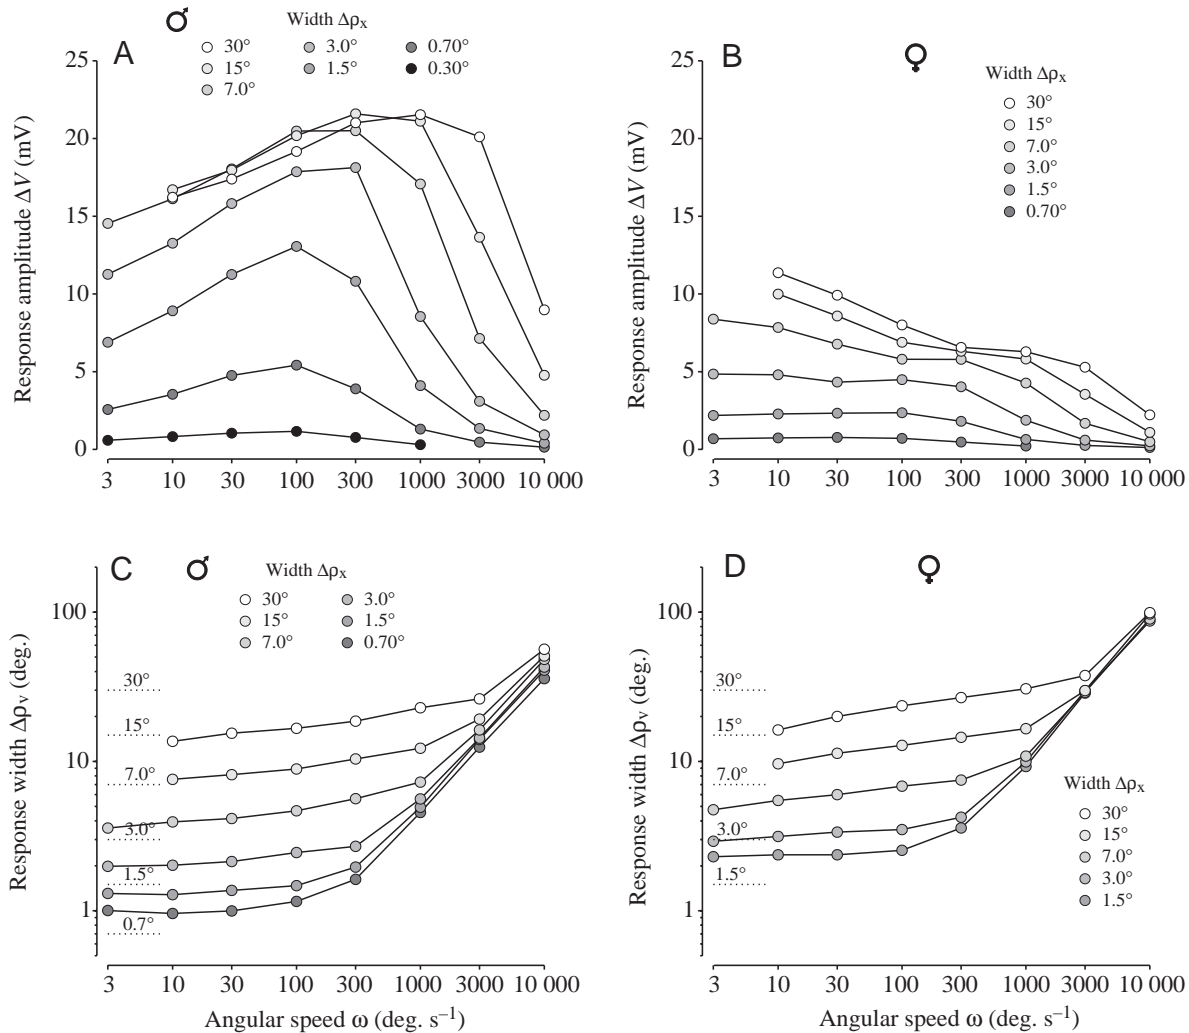 A ♂ Width Δρx
30° 3.0° 0.70°
15° 1.5° 0.30°
7.0°
Response amplitude ΔV (mV)
25
20
15
10
5
0
3 10 30 100 300 1000 3000 10 000
B ♀
Width Δρx
30°
15°
7.0°
3.0°
1.5°
0.70°
Response amplitude ΔV (mV)
25
20
15
10
5
0
3 10 30 100 300 1000 3000 10 000
C ♂ Width Δρx
30° 3.0°
15° 1.5°
7.0° 0.70°
Response width Δρv (deg.)
100
10
1
30°
15°
7.0°
3.0°
1.5°
0.7°
3 10 30 100 300 1000 3000 10 000
Angular speed ω (deg. s–1)
D ♀
Response width Δρv (deg.)
100
10
1
30°
15°
7.0°
3.0°
1.5°
Width Δρx
30°
15°
7.0°
3.0°
1.5°
3 10 30 100 300 1000 3000 10 000
Angular speed ω (deg. s–1)